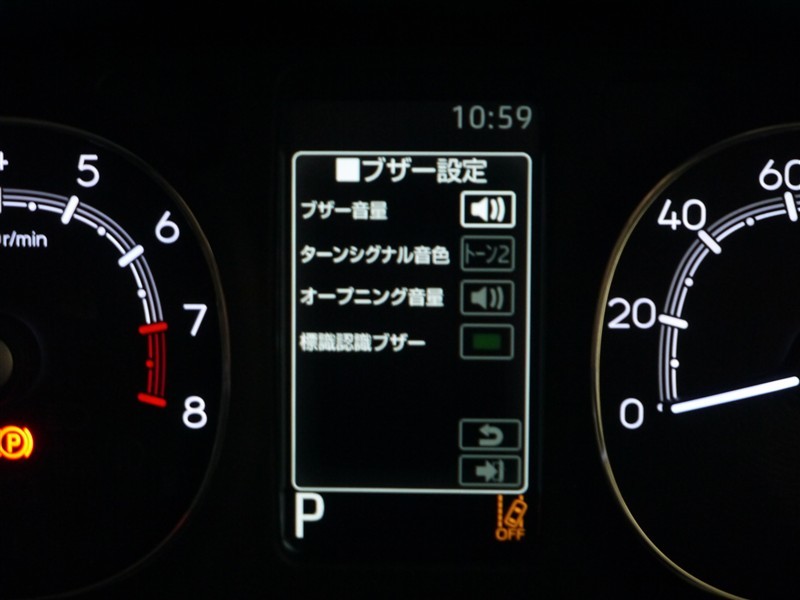 10:59
■ブザー設定
ブザー音量
ターンシグナル音色 トーン2
オープニング音量
標識認識ブザー
P
OFF
5
6
7
8
r/min
P
0
20
40
60